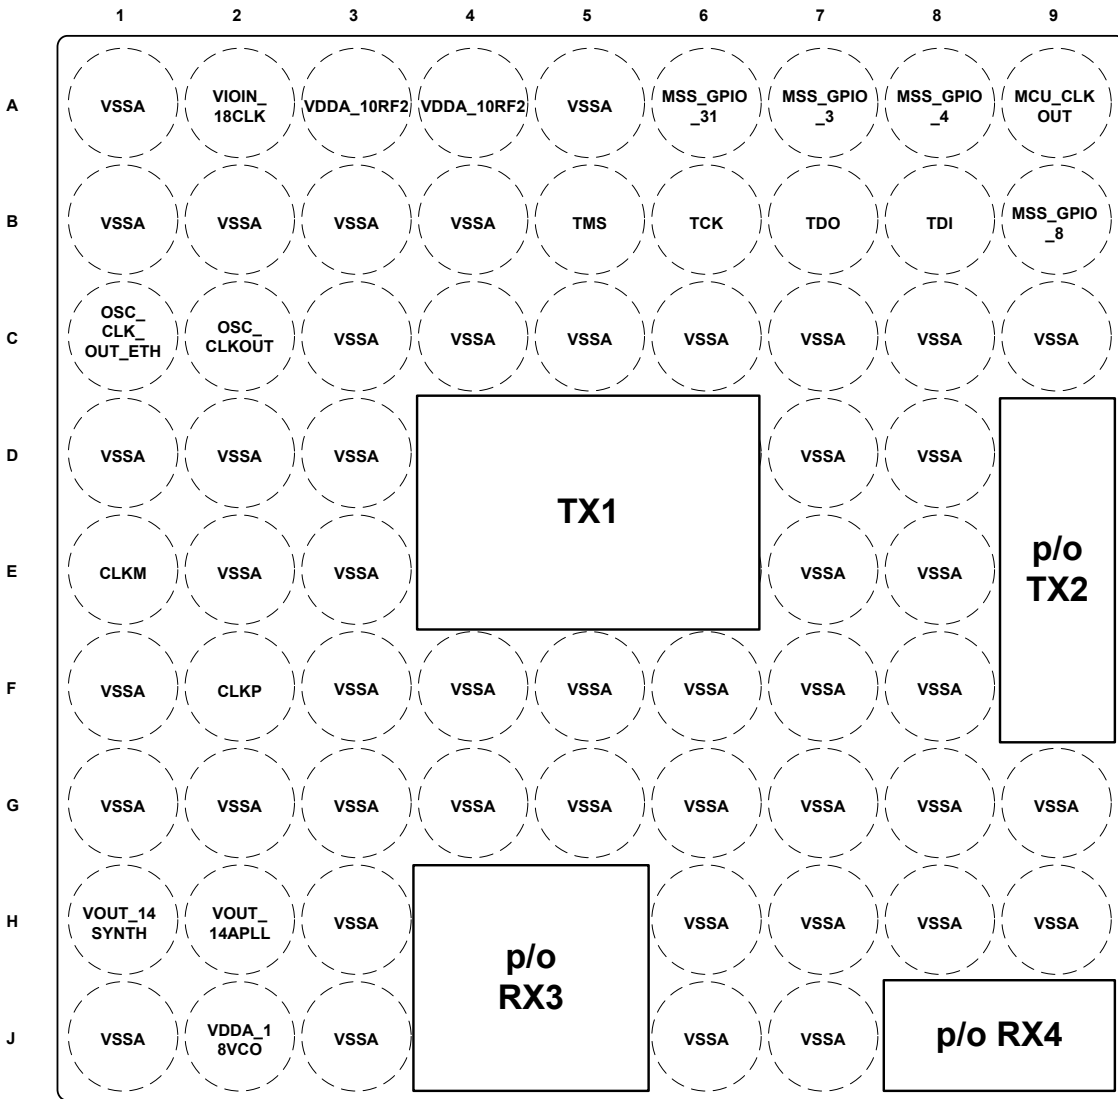 1 2 3 4 5 6 7 8 9
A VSSA VIOIN_ 18CLK VDDA_10RF2 VDDA_10RF2 VSSA MSS_GPIO _31 MSS_GPIO _3 MSS_GPIO _4 MCU_CLK OUT
B VSSA VSSA VSSA VSSA TMS TCK TDO TDI MSS_GPIO _8
C OSC_ CLK_ OUT_ETH OSC_ CLKOUT VSSA VSSA VSSA VSSA VSSA VSSA VSSA
D VSSA VSSA VSSA VSSA VSSA
TX1
E CLKM VSSA VSSA VSSA VSSA
p/o
TX2
F VSSA CLKP VSSA VSSA VSSA VSSA VSSA VSSA
G VSSA VSSA VSSA VSSA VSSA VSSA VSSA VSSA VSSA
H VOUT_14 SYNTH VOUT_ 14APLL VSSA VSSA VSSA VSSA VSSA
p/o
RX3
J VSSA VDDA_1 8VCO VSSA VSSA VSSA p/o RX4